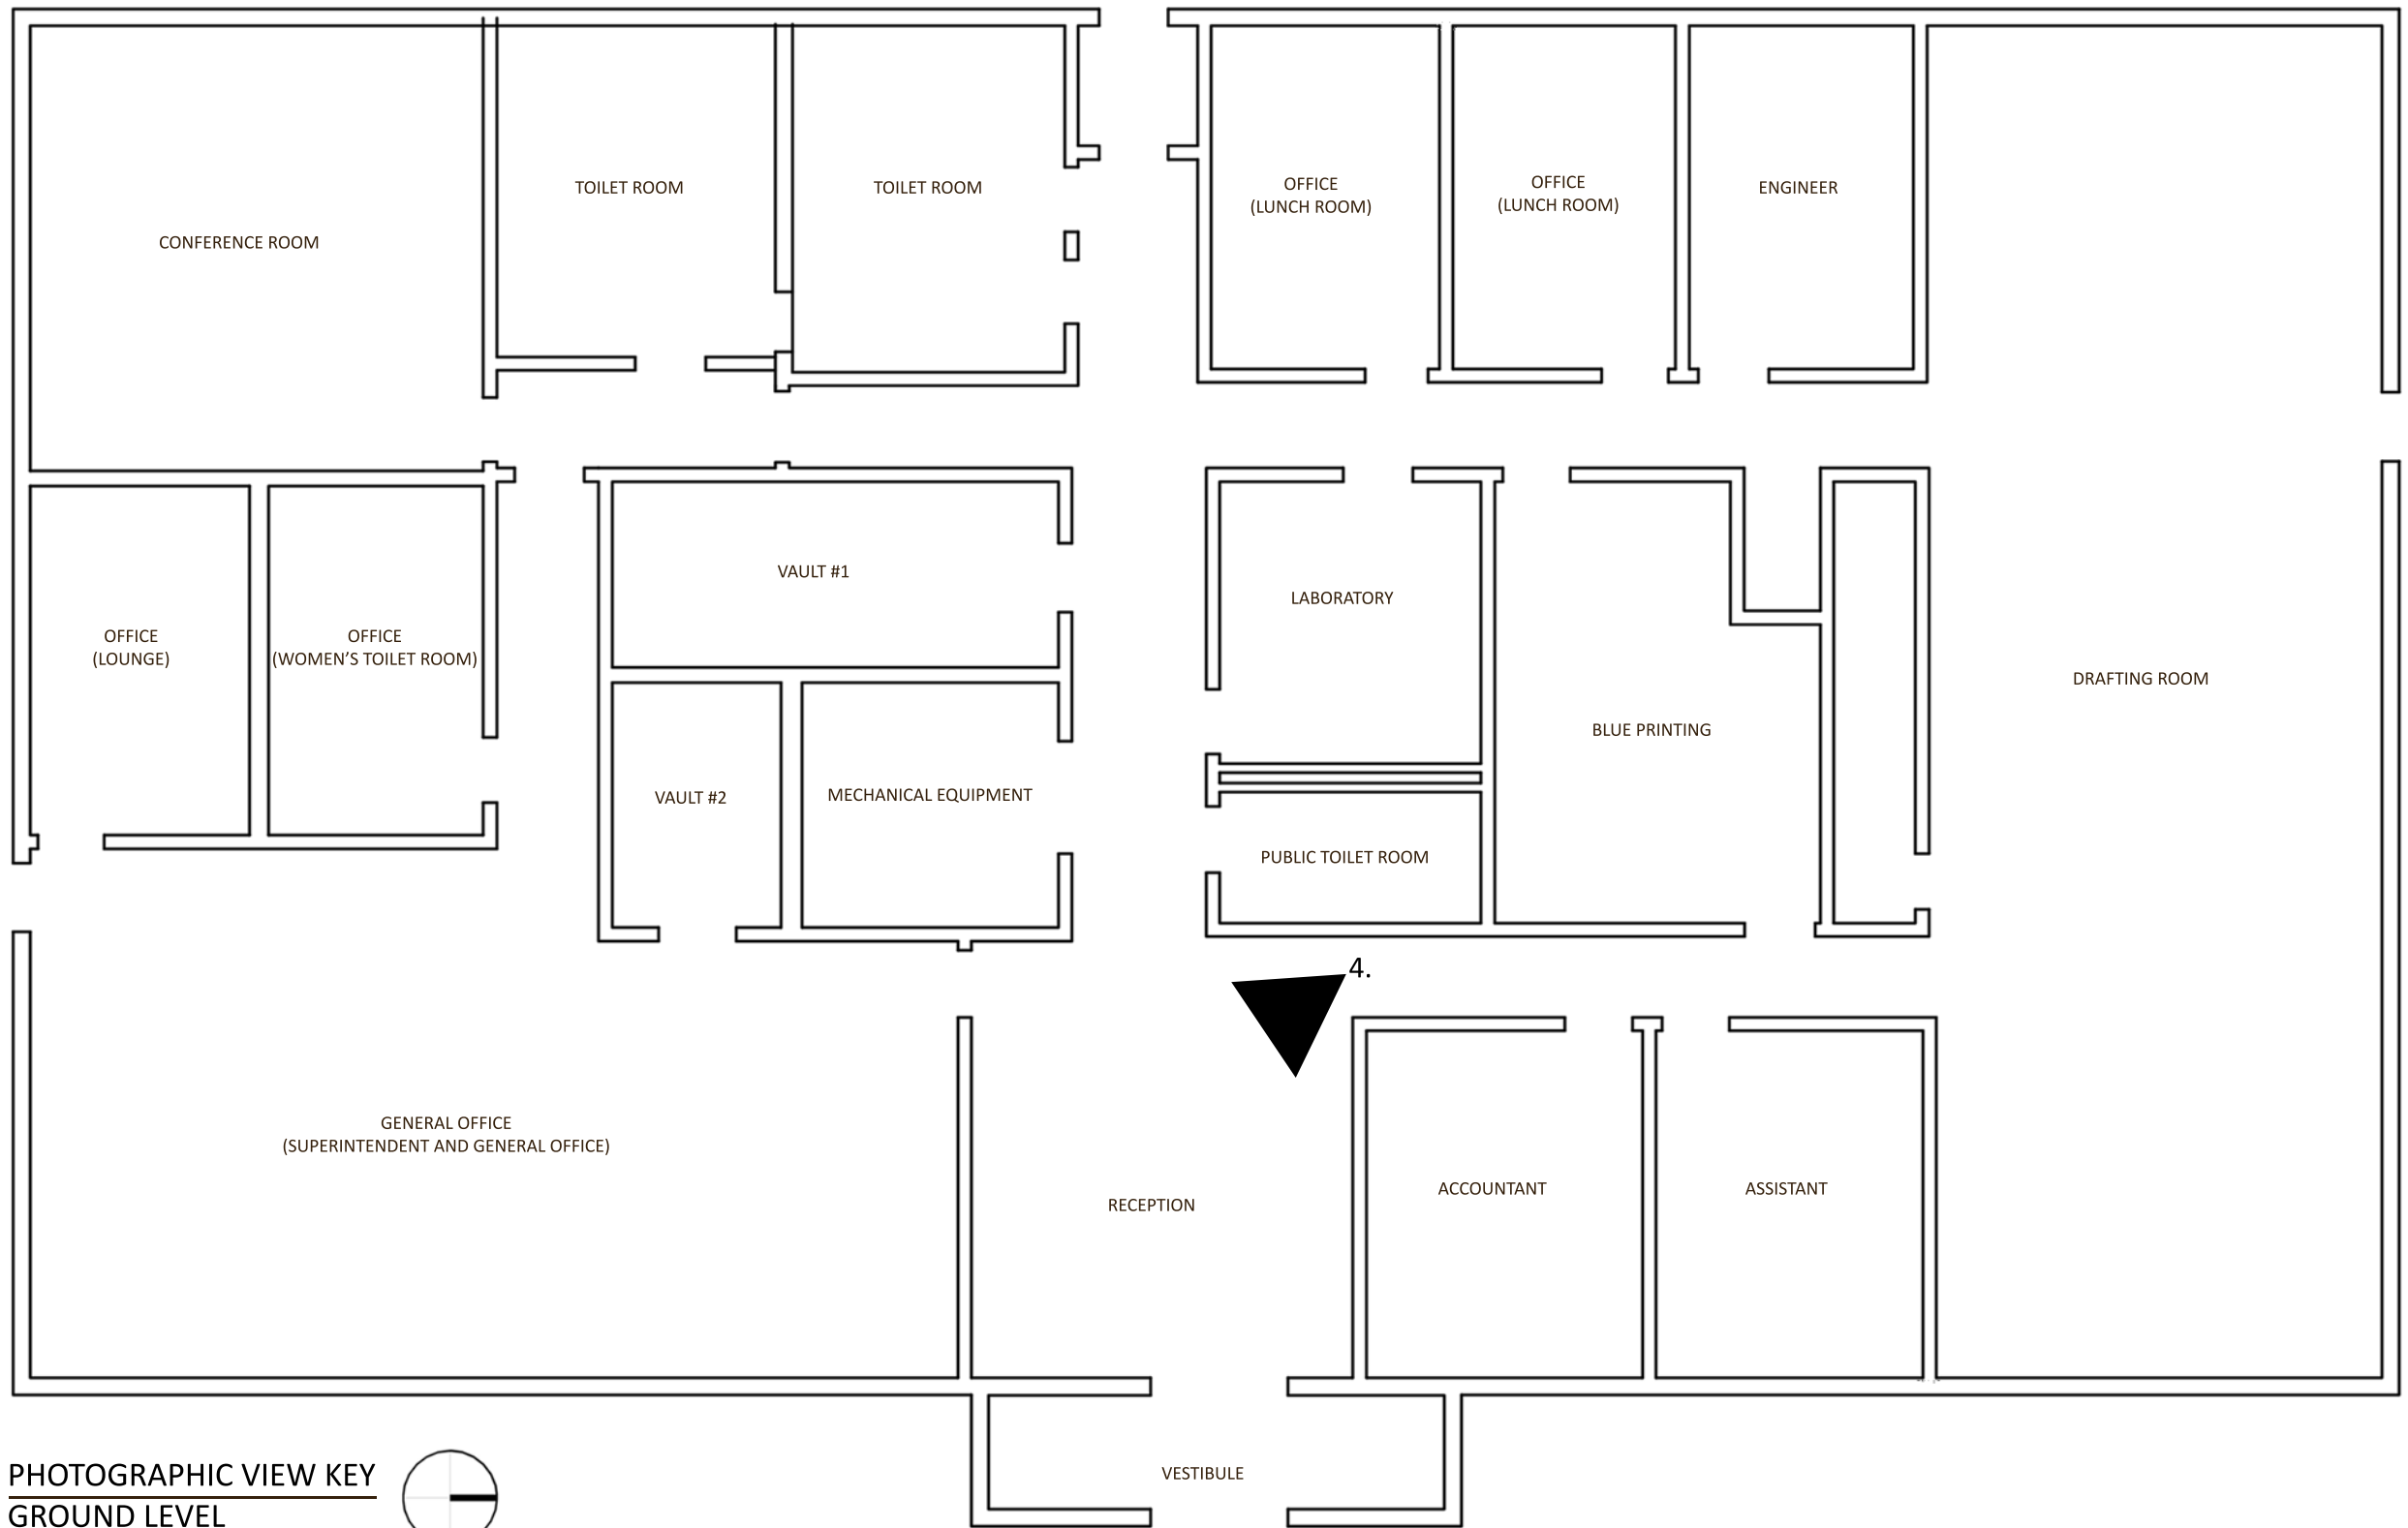 TOILET ROOM
TOILET ROOM
OFFICE
(LUNCH ROOM)
OFFICE
(LUNCH ROOM)
ENGINEER
CONFERENCE ROOM
VAULT #1
LABORATORY
OFFICE
(LOUNGE)
OFFICE
(WOMEN’S TOILET ROOM)
DRAFTING ROOM
BLUE PRINTING
VAULT #2
MECHANICAL EQUIPMENT
PUBLIC TOILET ROOM
4.
GENERAL OFFICE
(SUPERINTENDENT AND GENERAL OFFICE)
RECEPTION
ACCOUNTANT
ASSISTANT
VESTIBULE
PHOTOGRAPHIC VIEW KEY
GROUND LEVEL